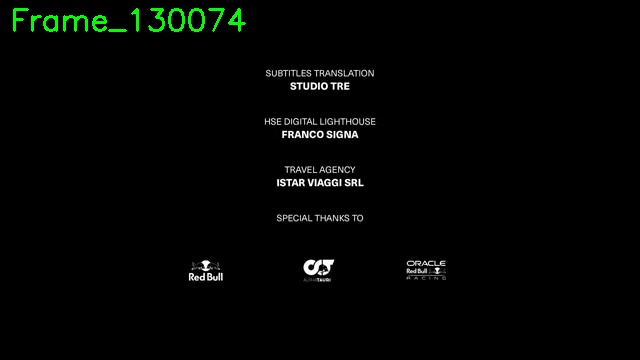 Frame_130074
SUBTITLES TRANSLATION
STUDIO TRE
HSE DIGITAL LIGHTHOUSE
FRANCO SIGNA
TRAVEL AGENCY
ISTAR VIAGGI SRL
SPECIAL THANKS TO
Red Bull
ALPHATAURI
ORACLE
Red Bull
RACING